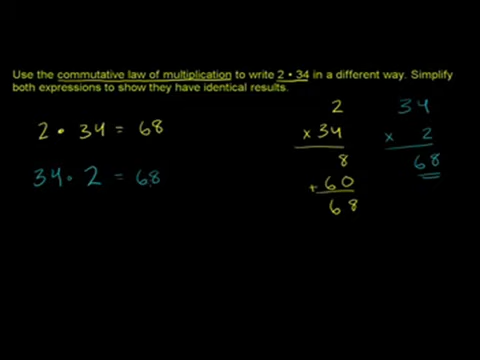 Use the commutative law of multiplication to write 2 • 34 in a different way. Simplify
both expressions to show they have identical results.
2 • 34 = 68
34 • 2 = 68
2
x 34
8
+ 60
68
34
x 2
68